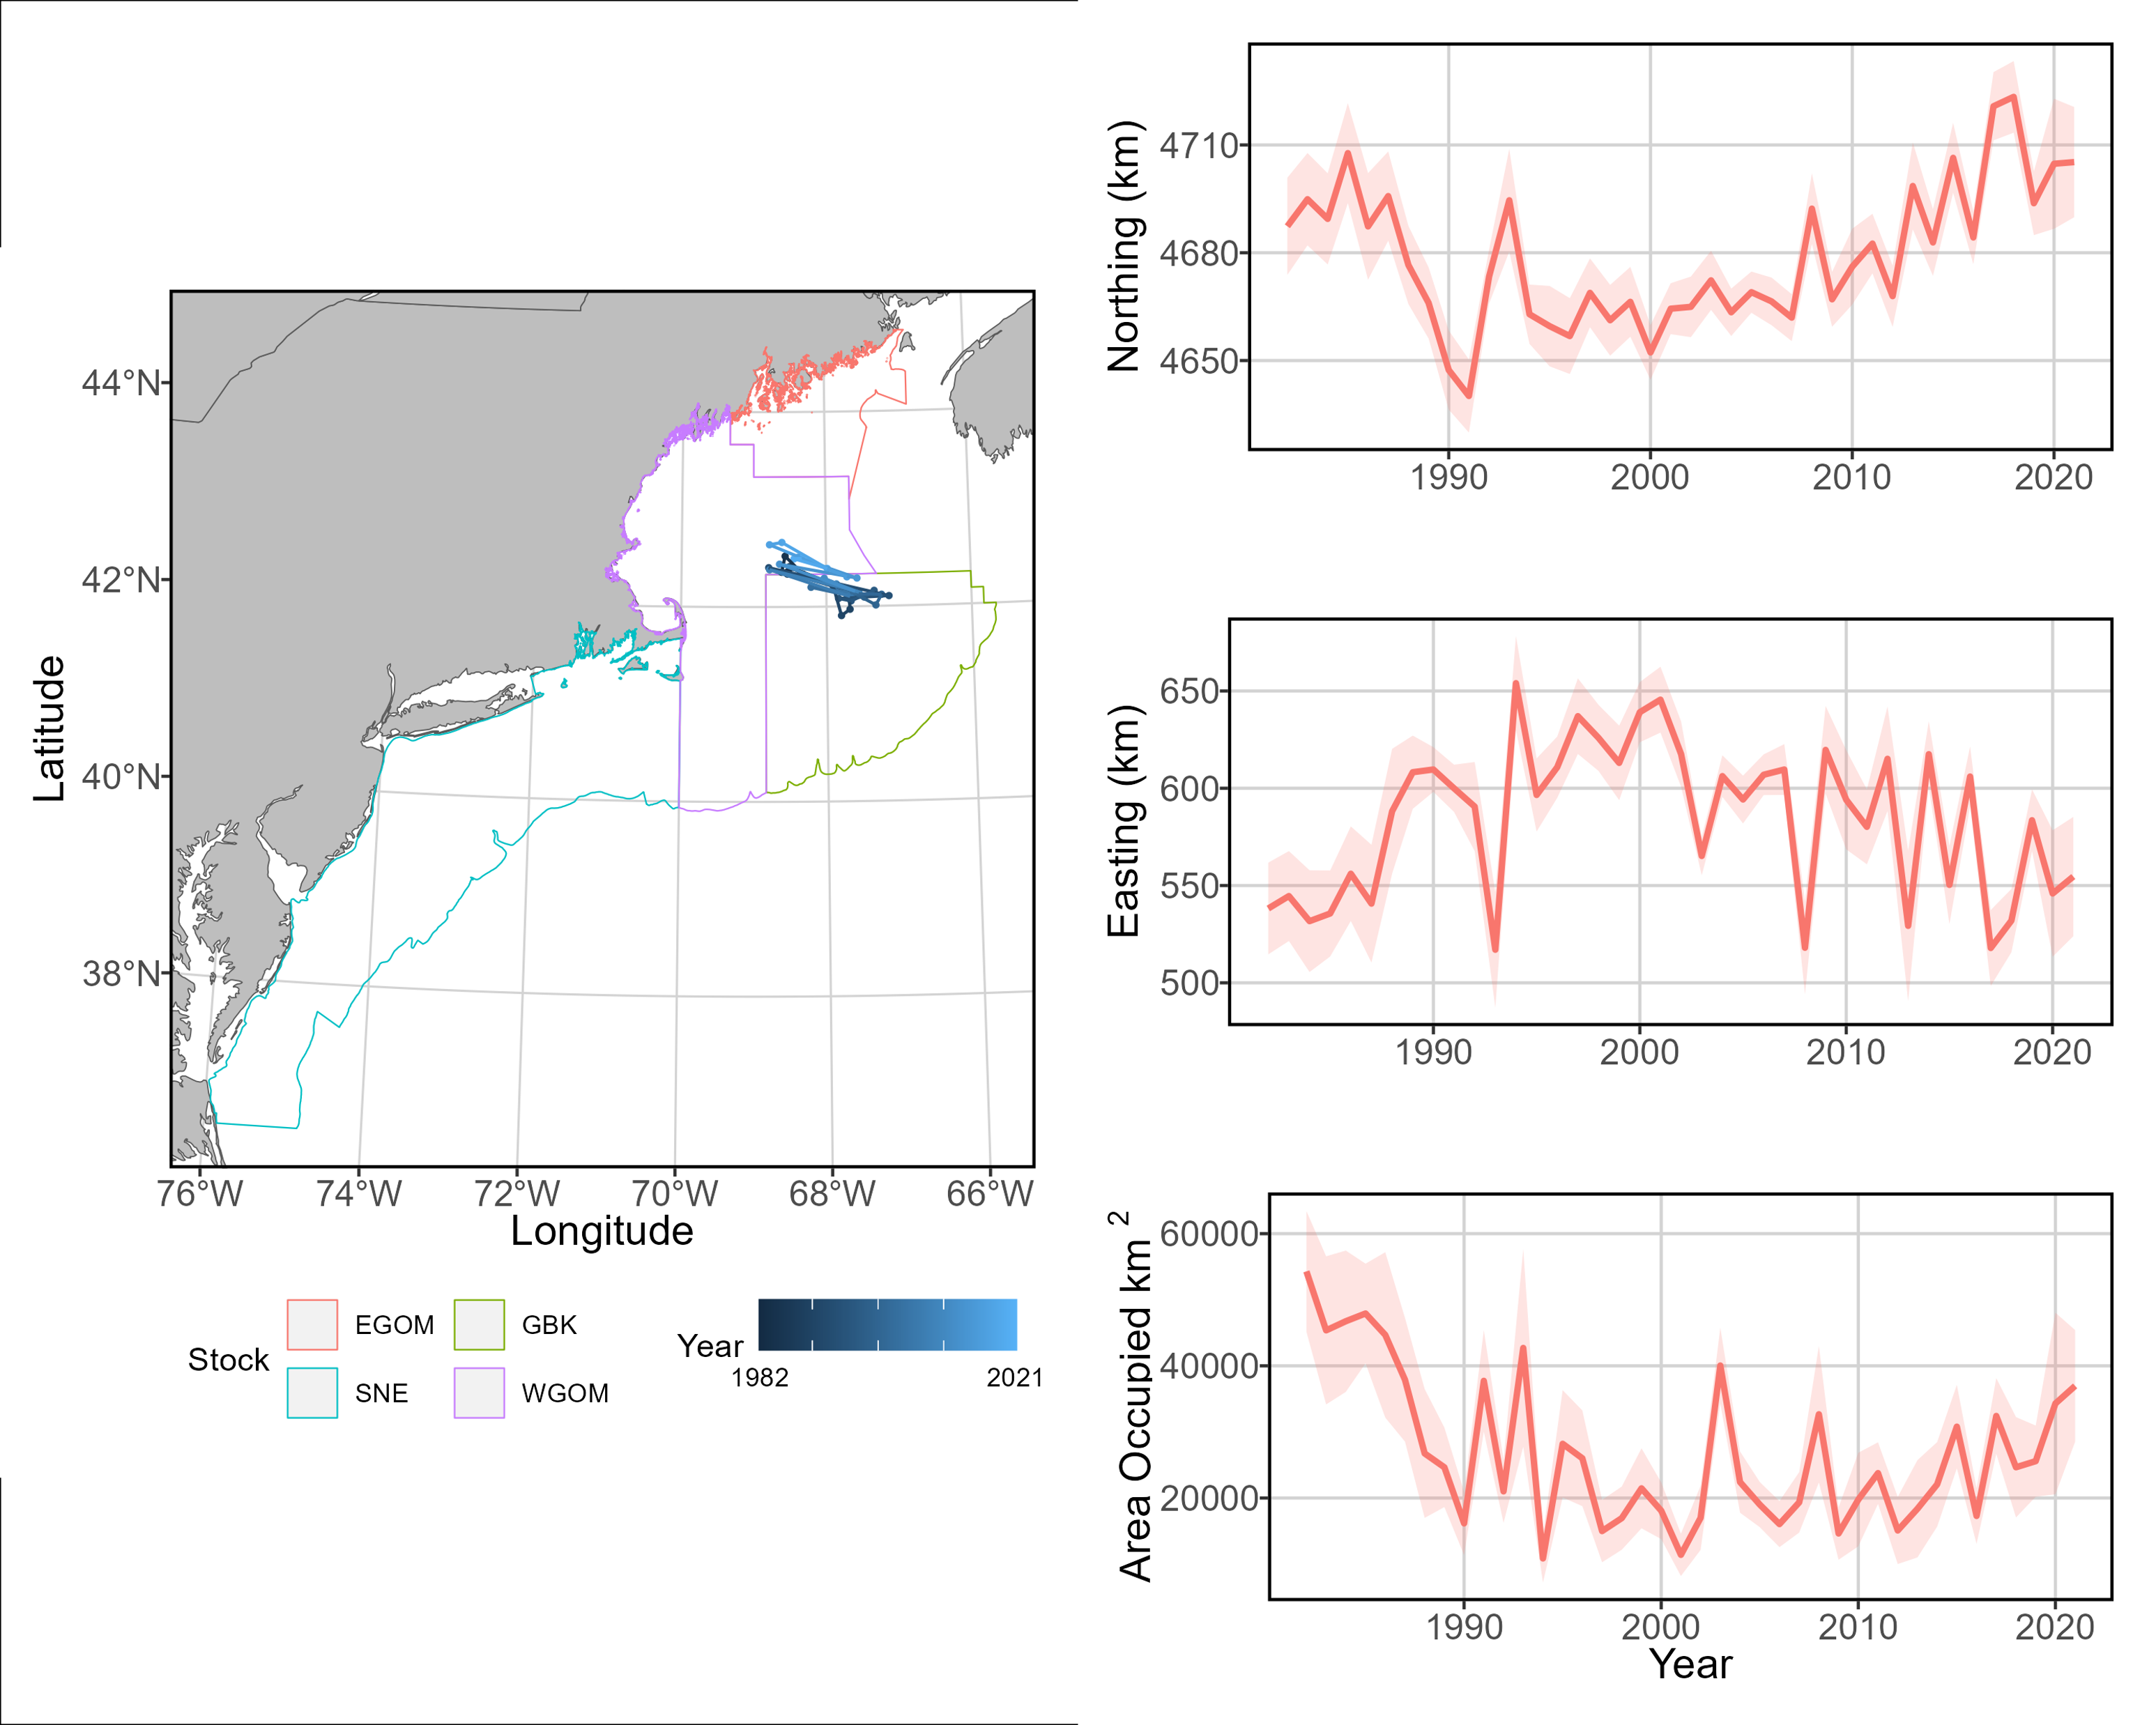 Latitude
44°N
42°N
40°N
38°N
76°W 74°W 72°W 70°W 68°W 66°W
Longitude
Stock
EGOM GBK
SNE WGOM
Year
1982 2021
Northing (km)
4710
4680
4650
1990 2000 2010 2020
Easting (km)
650
600
550
500
1990 2000 2010 2020
Area Occupied km 2
60000
40000
20000
1990 2000 2010 2020
Year